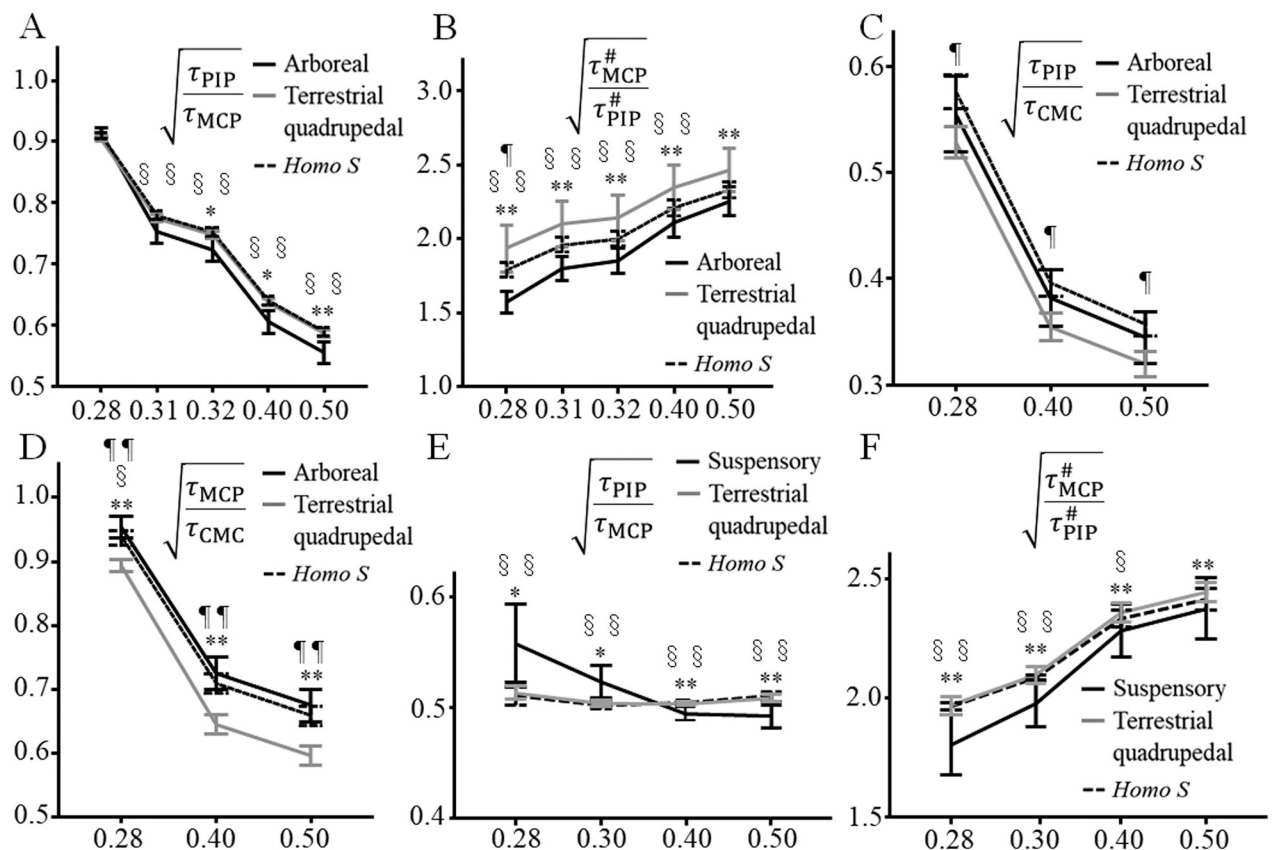 A
√(τPIP/τMCP)
Arboreal
Terrestrial
quadrupedal
Homo S
1.0
0.9
0.8
0.7
0.6
0.5
§ §
§ §
*
§ §
*
§ §
**
0.28 0.31 0.32 0.40 0.50
B
√(τ#MCP/τ#PIP)
3.0
2.5
2.0
1.5
1.0
¶
§ §
**
§ §
**
§ §
**
§ §
**
**
Arboreal
Terrestrial
quadrupedal
Homo S
0.28 0.31 0.32 0.40 0.50
C
√(τPIP/τCMC)
Arboreal
Terrestrial
quadrupedal
Homo S
0.6
0.5
0.4
0.3
¶
¶
¶
0.28 0.40 0.50
D
√(τMCP/τCMC)
Arboreal
Terrestrial
quadrupedal
Homo S
1.0
0.9
0.8
0.7
0.6
0.5
¶ ¶
§
**
¶ ¶
**
¶ ¶
**
0.28 0.40 0.50
E
√(τPIP/τMCP)
Suspensory
Terrestrial
quadrupedal
Homo S
0.6
0.5
0.4
§ §
*
§ §
*
§ §
**
§ §
**
0.28 0.30 0.40 0.50
F
√(τ#MCP/τ#PIP)
2.5
2.0
1.5
§ §
**
§ §
**
§
**
**
Suspensory
Terrestrial
quadrupedal
Homo S
0.28 0.30 0.40 0.50